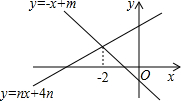 y=-x+m
y
-2
O
x
y=nx+4n